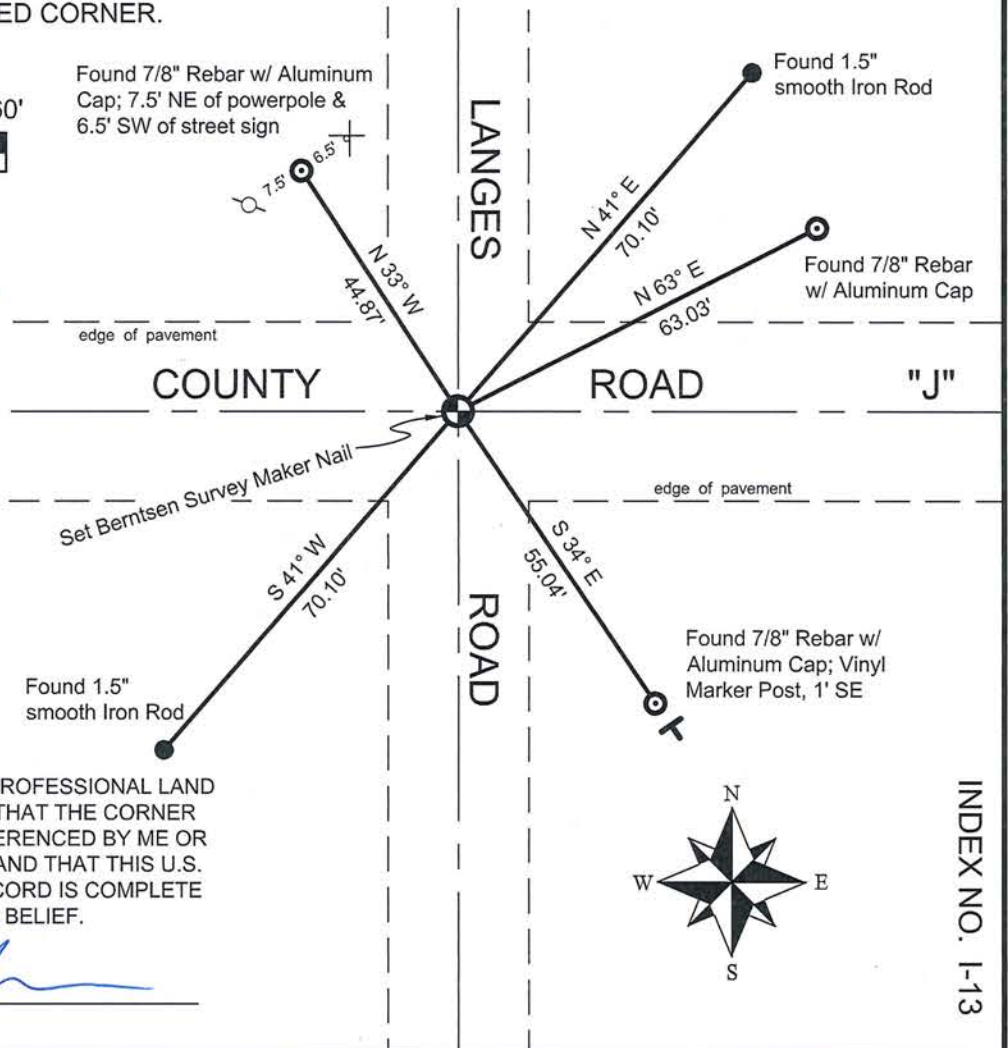 ED CORNER.
Found 7/8" Rebar w/ Aluminum
Cap; 7.5' NE of powerpole &
6.5' SW of street sign
60'
7.5'
6.5'
LANGES
Found 1.5"
smooth Iron Rod
N 41° E
70.10'
N 33° W
44.87'
N 63° E
63.03'
Found 7/8" Rebar
w/ Aluminum Cap
edge of pavement
COUNTY
ROAD
"J"
Set Berntsen Survey Maker Nail
edge of pavement
S 41° W
70.10'
S 34° E
55.04'
ROAD
Found 7/8" Rebar w/
Aluminum Cap; Vinyl
Marker Post, 1' SE
Found 1.5"
smooth Iron Rod
ROFESSIONAL LAND
THAT THE CORNER
ERENCED BY ME OR
AND THAT THIS U.S.
CORD IS COMPLETE
BELIEF.
N
W
E
S
INDEX NO. I-13